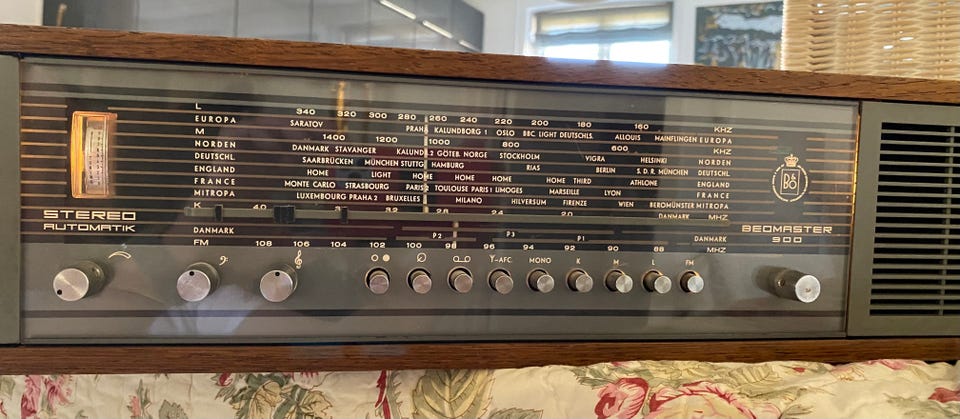 L 340 320 300 280 260 240 220 200 180 160 KHZ
EUROPA SARATOV PRAHA KALUNDBORG 1 OSLO BBC. LIGHT DEUTSCHLS. ALLOUIS MAINFLINGEN EUROPA
M 1400 1200 1000 800 600 KHZ
NORDEN DANMARK STAVANGER KALUND. 2 GÖTEB. NORGE STOCKHOLM VIGRA HELSINKI NORDEN
DEUTSCHL. SAARBRÜCKEN MÜNCHEN STUTTG HAMBURG RIAS BERLIN S.D.R. MÜNCHEN DEUTSCHL.
ENGLAND HOME LIGHT HOME HOME HOME THIRD ATHLONE ENGLAND
FRANCE MONTE CARLO STRASBOURG PARIS 2 TOULOUSE PARIS 1 LIMOGES MARSEILLE LYON FRANCE
MITROPA LUXEMBOURG PRAHA 2 BRUXELLES MILANO HILVERSUM FIRENZE WIEN BEROMÜNSTER MITROPA
K 40 32 28 24 20 DANMARK MHZ
DANMARK P2 P3 P1 DANMARK
FM 108 106 104 102 100 98 96 94 92 90 88 MHZ
B&O
STEREO
AUTOMATIK
BEOMASTER
900
Y-AFC. MONO K M L FM